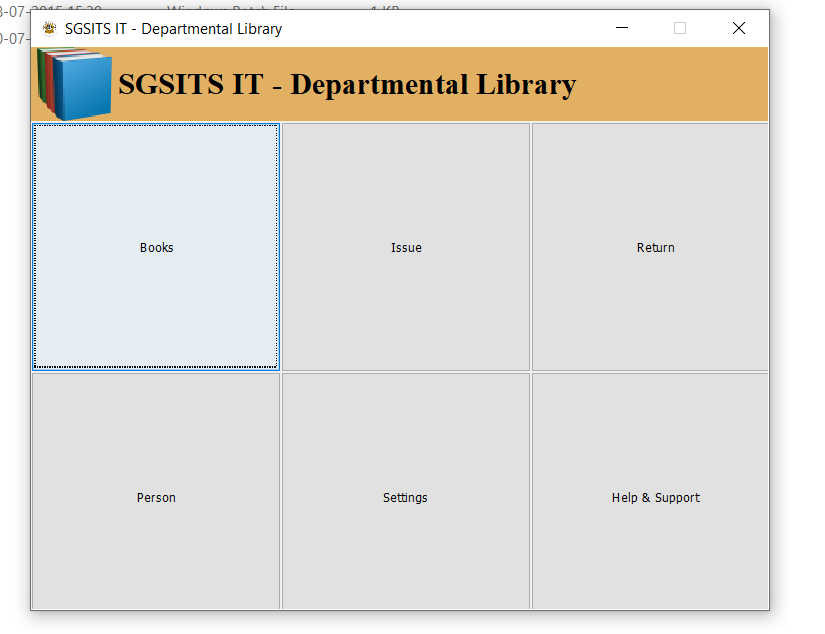 SGSITS IT - Departmental Library
SGSITS IT - Departmental Library
Books
Issue
Return
Person
Settings
Help & Support